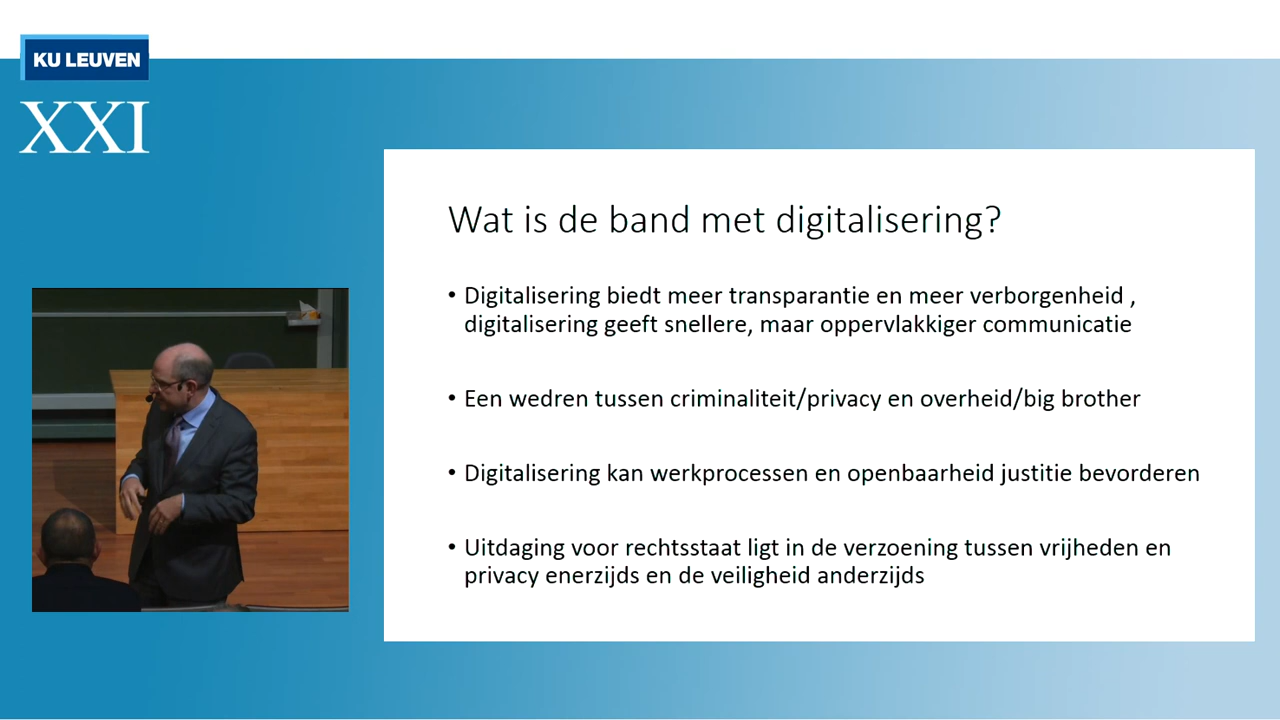 KU LEUVEN
XXI
Wat is de band met digitalisering?
• Digitalisering biedt meer transparantie en meer verborgenheid ,
digitalisering geeft snellere, maar oppervlakkiger communicatie
• Een wedren tussen criminaliteit/privacy en overheid/big brother
• Digitalisering kan werkprocessen en openbaarheid justitie bevorderen
• Uitdaging voor rechtsstaat ligt in de verzoening tussen vrijheden en
privacy enerzijds en de veiligheid anderzijds